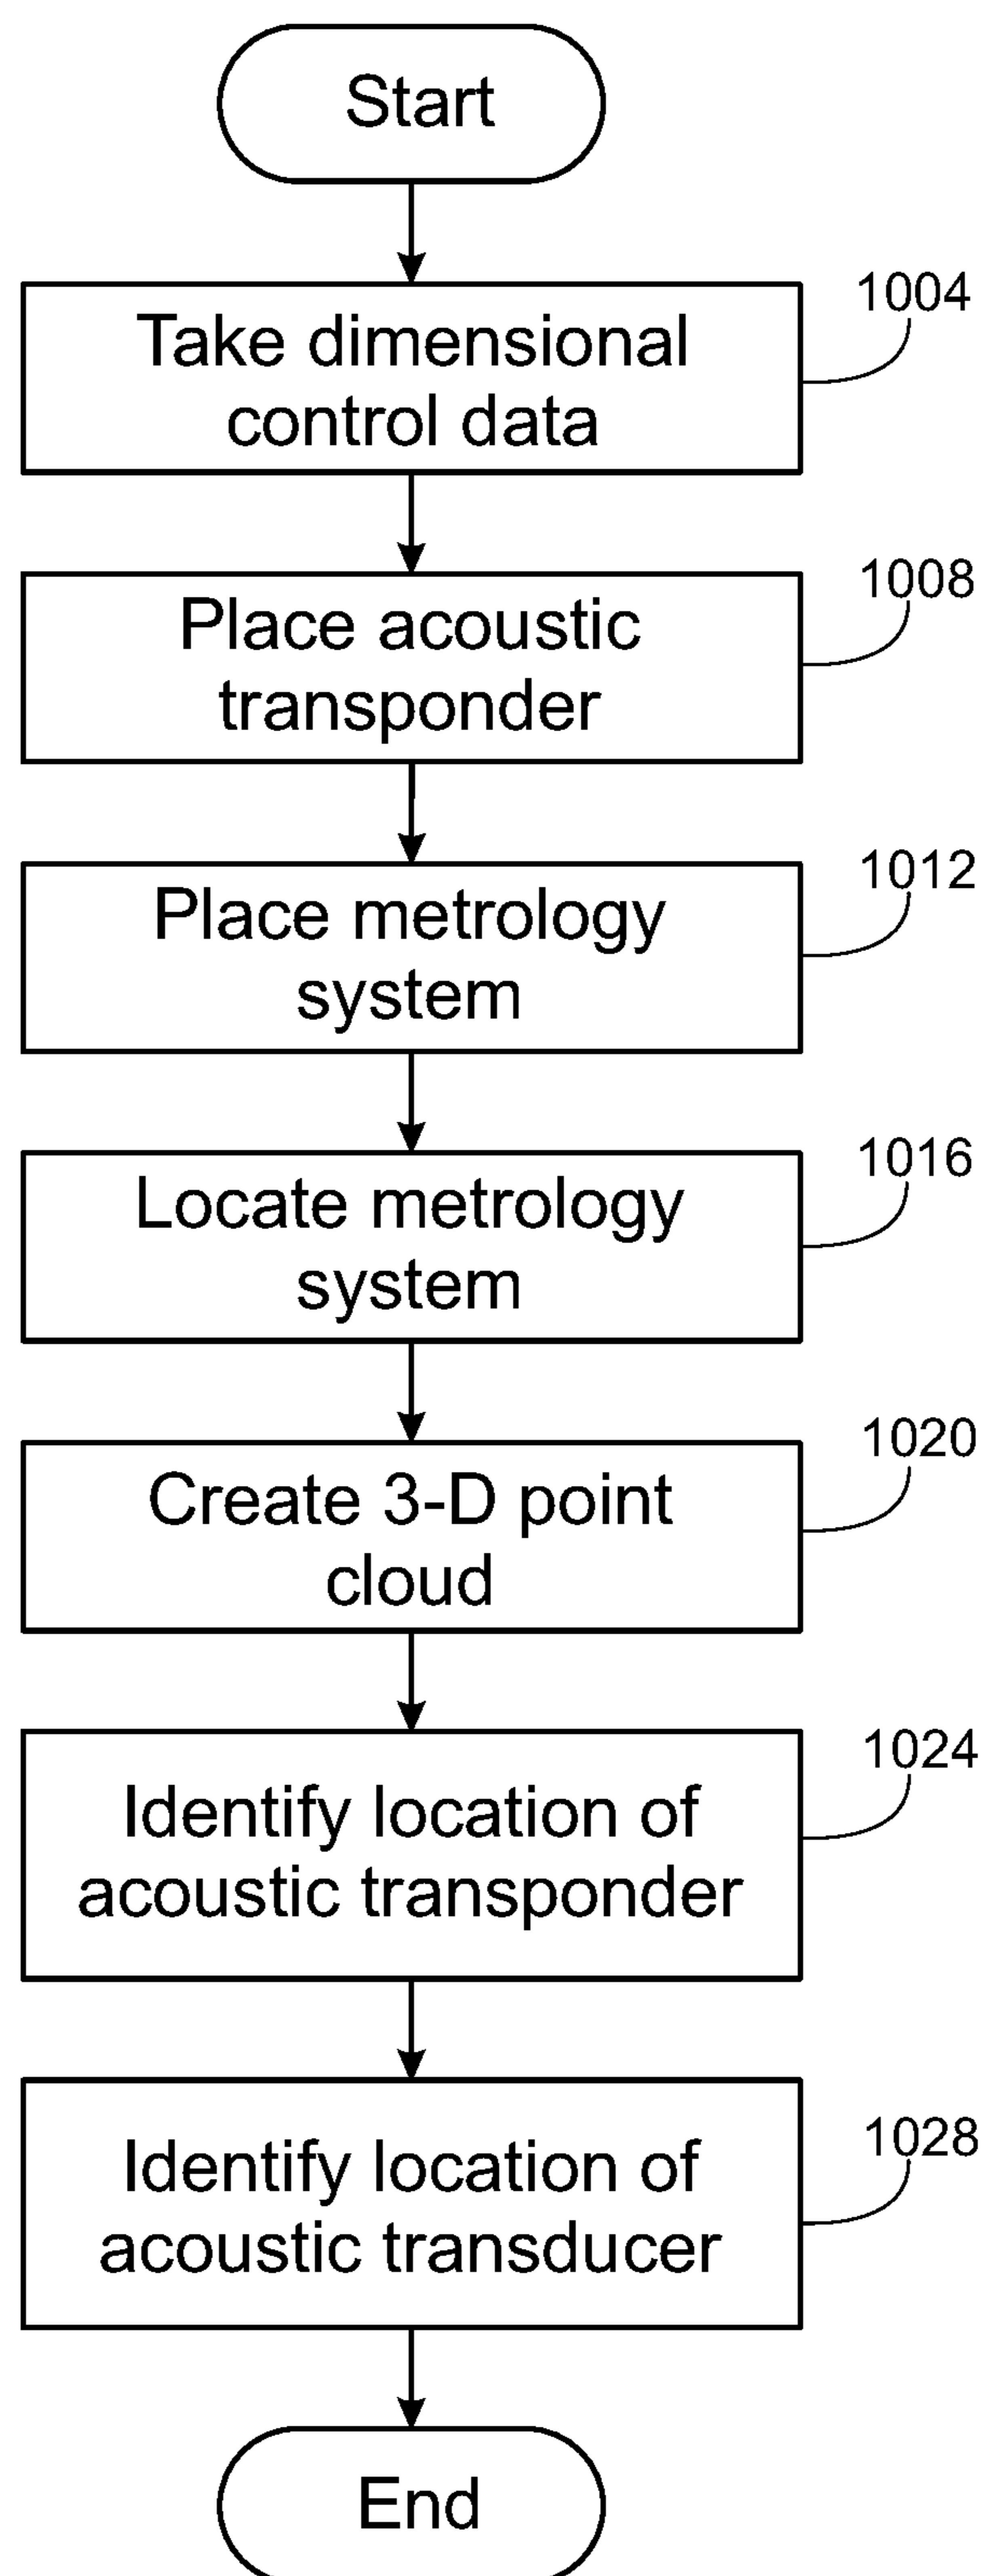 Start
1004
Take dimensional
control data
1008
Place acoustic
transponder
1012
Place metrology
system
1016
Locate metrology
system
1020
Create 3-D point
cloud
1024
Identify location of
acoustic transponder
1028
Identify location of
acoustic transducer
End